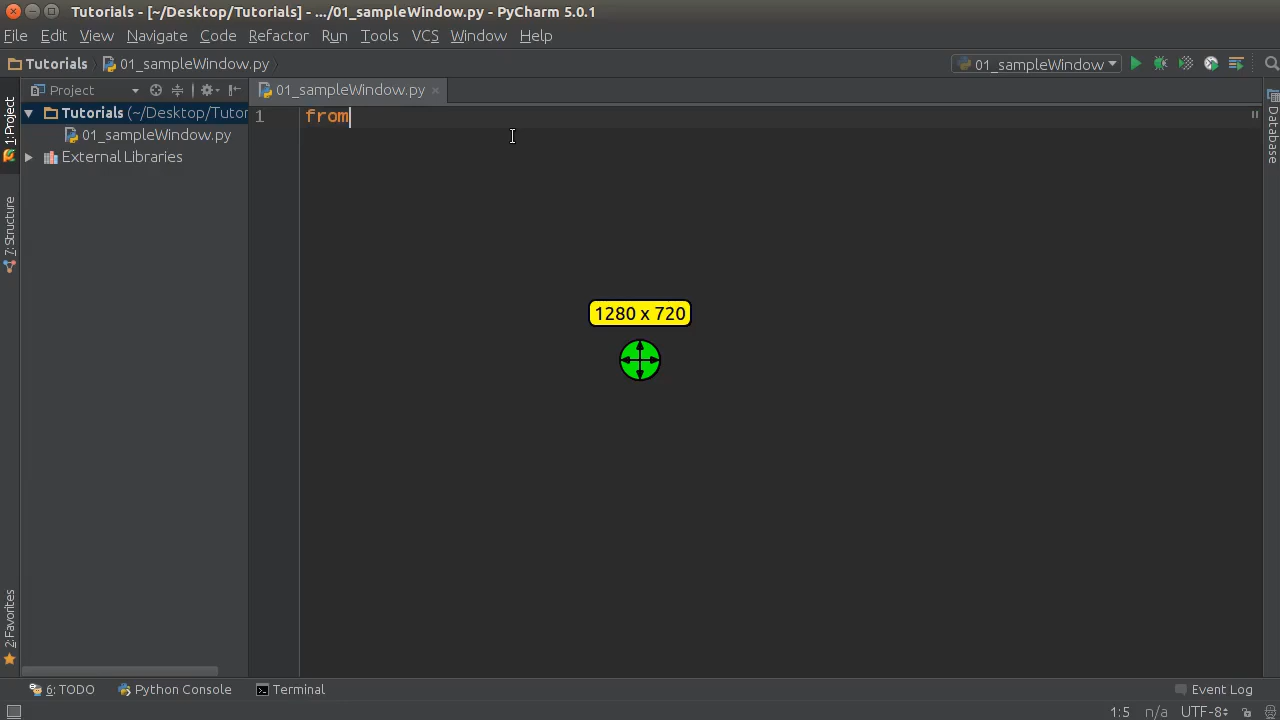 Tutorials - [~/Desktop/Tutorials] - .../01_sampleWindow.py - PyCharm 5.0.1
File Edit View Navigate Code Refactor Run Tools VCS Window Help
Tutorials 01_sampleWindow.py 01_sampleWindow
Project 01_sampleWindow.py
1: Project
Tutorials (~/Desktop/Tutor
01_sampleWindow.py
External Libraries
1 from
Database
7: Structure
1280 x 720
2: Favorites
6: TODO Python Console Terminal Event Log
1:5 n/a UTF-8